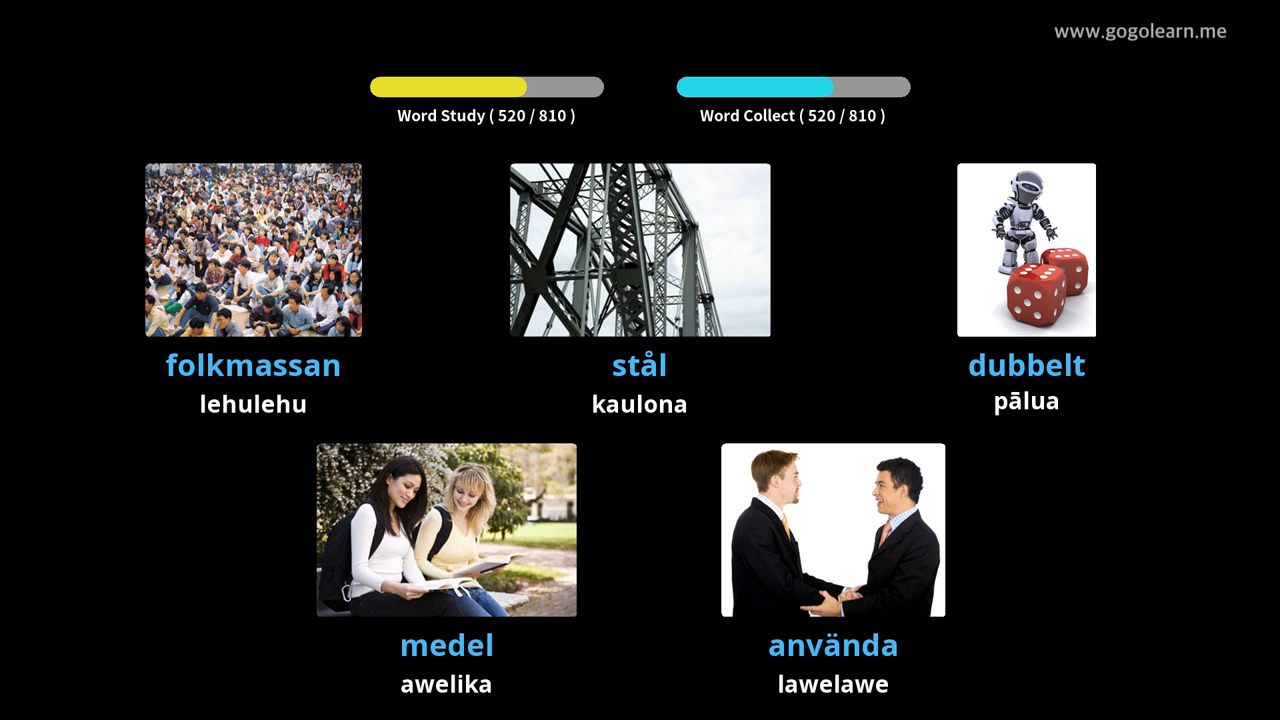 www.gogolearn.me
Word Study ( 520 / 810 )
Word Collect ( 520 / 810 )
folkmassan
lehulehu
stål
kaulona
dubbelt
pālua
medel
awelika
använda
lawelawe